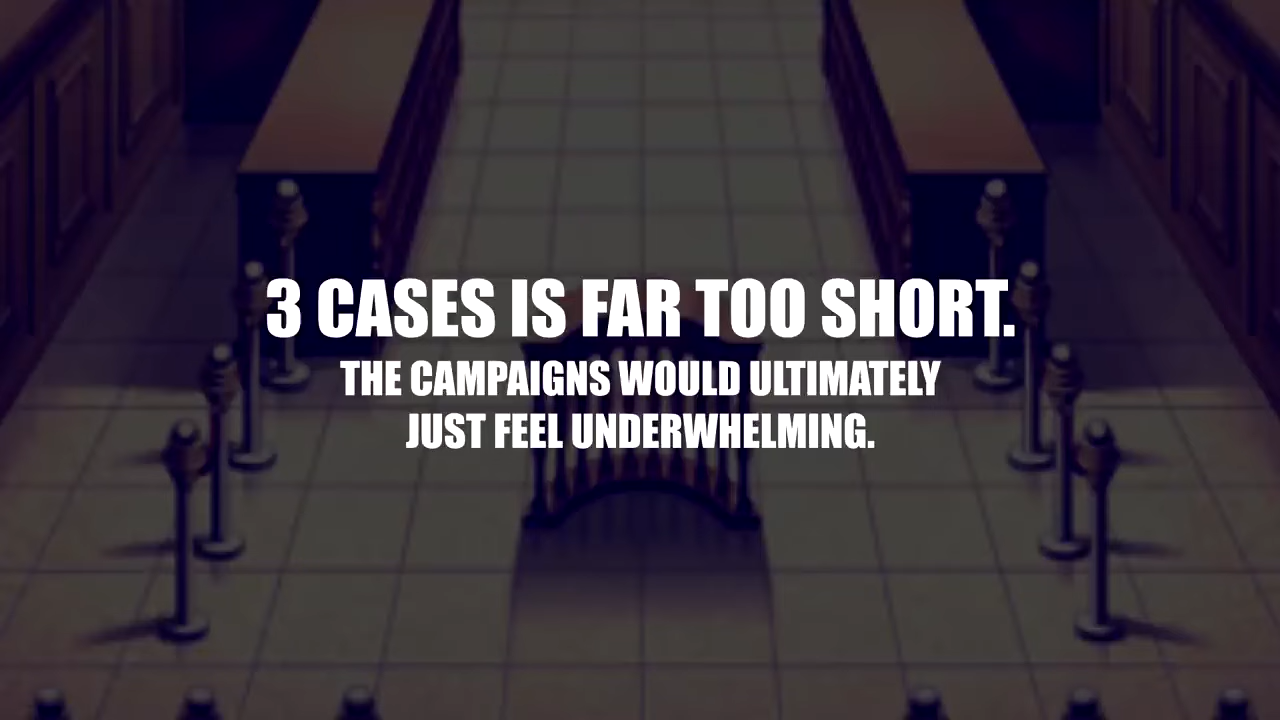 3 CASES IS FAR TOO SHORT.
THE CAMPAIGNS WOULD ULTIMATELY
JUST FEEL UNDERWHELMING.